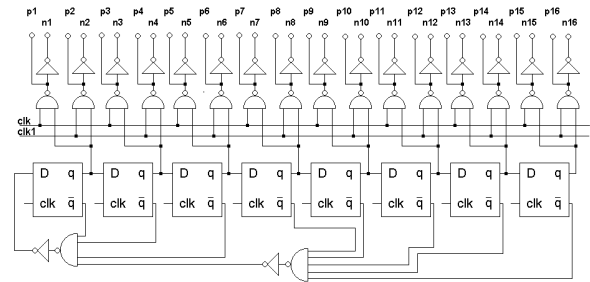 p1 p2 p3 p4 p5 p6 p7 p8 p9 p10 p11 p12 p13 p14 p15 p16
n1 n2 n3 n4 n5 n6 n7 n8 n9 n10 n11 n12 n13 n14 n15 n16
clk
clk1
D q D q D q D q D q D q D q D q
clk q̅ clk q̅ clk q̅ clk q̅ clk q̅ clk q̅ clk q̅ clk q̅